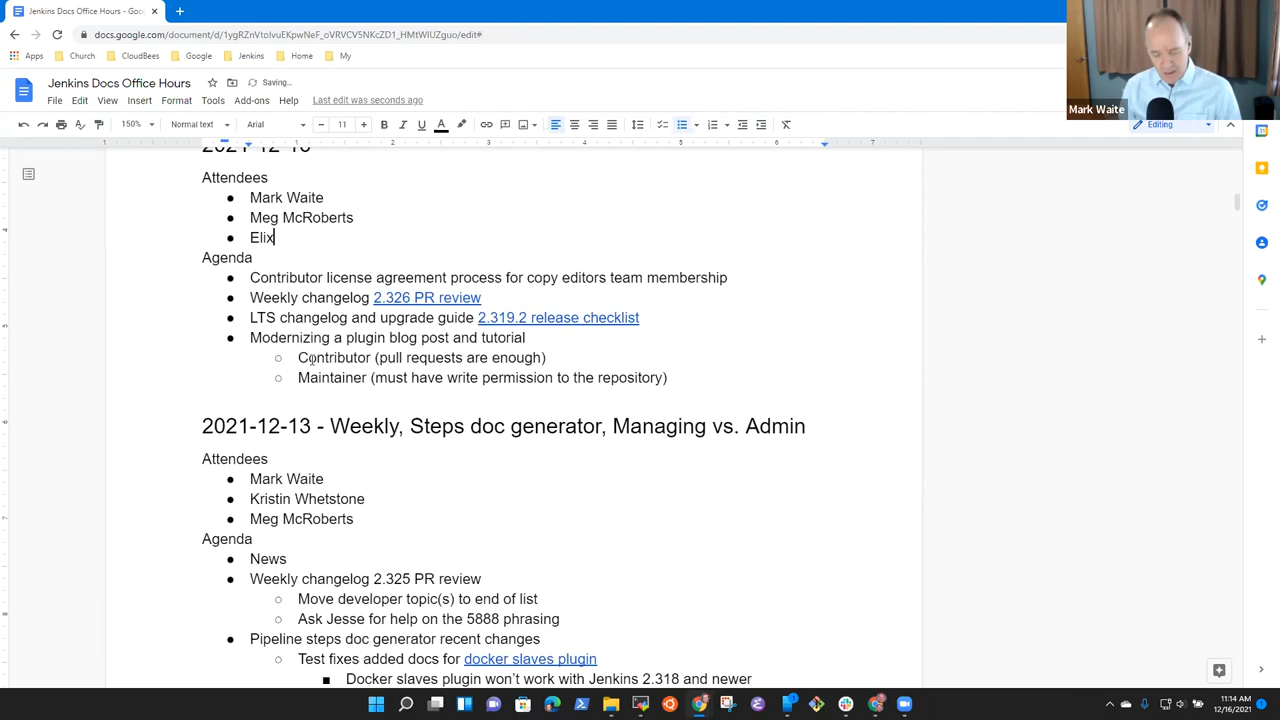 Jenkins Docs Office Hours - Goo
docs.google.com/document/d/1ygRZnVtoIvuEKpwNeF_oVRVCV5NKcZD1_HMtWIUZguo/edit#
Apps Church CloudBees Google Jenkins Home My
Jenkins Docs Office Hours Saving...
File Edit View Insert Format Tools Add-ons Help Last edit was seconds ago
150% Normal text Arial 11 Editing
Mark Waite
1 1 2 3 4 5 6 7
Attendees
● Mark Waite
● Meg McRoberts
● Elix
Agenda
● Contributor license agreement process for copy editors team membership
● Weekly changelog 2.326 PR review
● LTS changelog and upgrade guide 2.319.2 release checklist
● Modernizing a plugin blog post and tutorial
○ Contributor (pull requests are enough)
○ Maintainer (must have write permission to the repository)
2021-12-13 - Weekly, Steps doc generator, Managing vs. Admin
Attendees
● Mark Waite
● Kristin Whetstone
● Meg McRoberts
Agenda
● News
● Weekly changelog 2.325 PR review
○ Move developer topic(s) to end of list
○ Ask Jesse for help on the 5888 phrasing
● Pipeline steps doc generator recent changes
○ Test fixes added docs for docker slaves plugin
■ Docker slaves plugin won't work with Jenkins 2.318 and newer
11:14 AM
12/16/2021